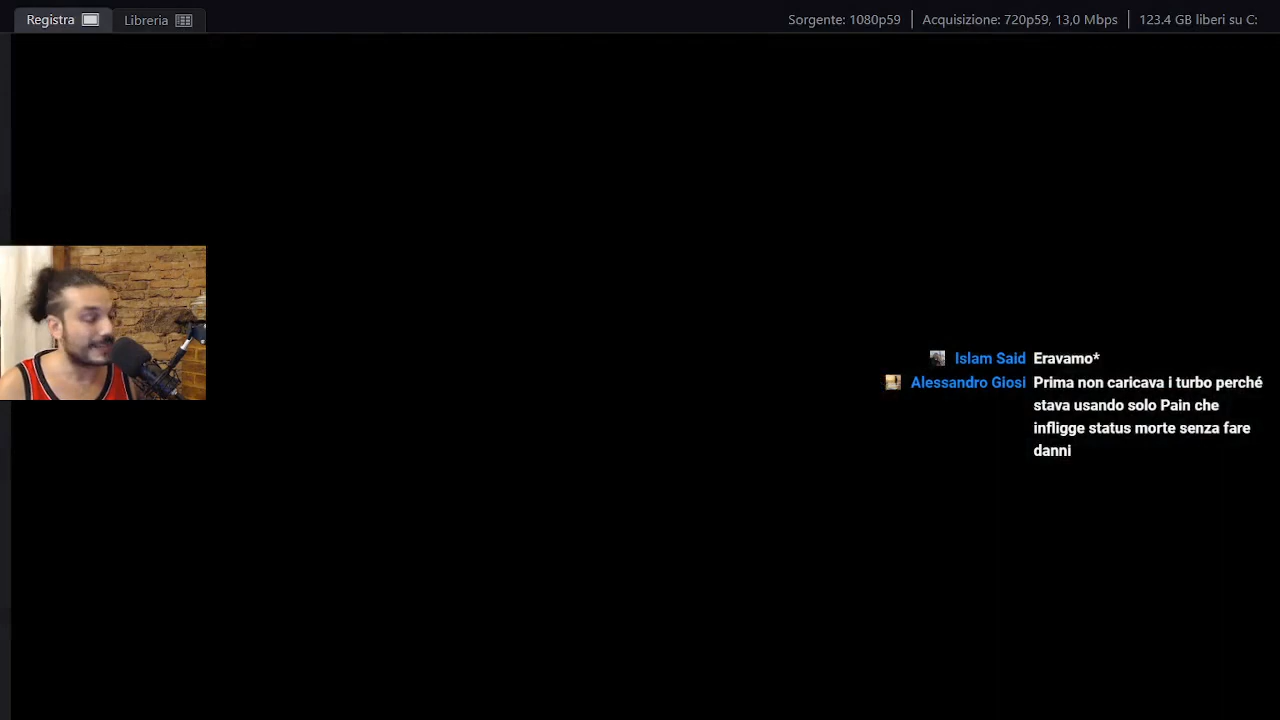 Registra
Libreria
Sorgente: 1080p59
Acquisizione: 720p59, 13,0 Mbps
123.4 GB liberi su C:
Islam Said Eravamo*
Alessandro Giosi Prima non caricava i turbo perché
stava usando solo Pain che
infligge status morte senza fare
danni